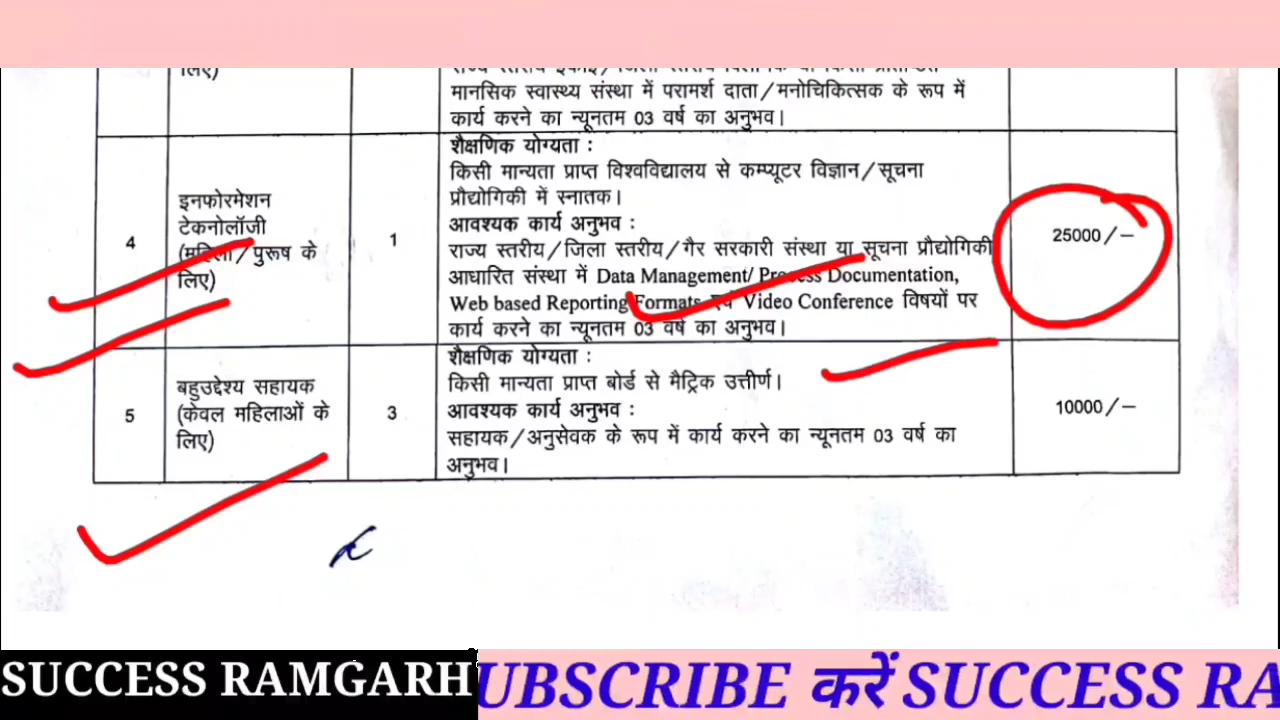 लिए)
मानसिक स्वास्थ्य संस्था में परामर्श दाता/मनोचिकित्सक के रूप में
कार्य करने का न्यूनतम 03 वर्ष का अनुभव।
4
इनफोरमेशन
टेकनोलॉजी
(महिला/पुरूष के
लिए)
1
शैक्षणिक योग्यता :
किसी मान्यता प्राप्त विश्वविद्यालय से कम्प्यूटर विज्ञान/सूचना
प्रौद्योगिकी में स्नातक।
आवश्यक कार्य अनुभव :
राज्य स्तरीय/जिला स्तरीय/गैर सरकारी संस्था या सूचना प्रौद्योगिकी
आधारित संस्था में Data Management/ Process Documentation,
Web based Reporting Formats एवं Video Conference विषयों पर
कार्य करने का न्यूनतम 03 वर्ष का अनुभव।
25000/-
5
बहुउद्देश्य सहायक
(केवल महिलाओं के
लिए)
3
शैक्षणिक योग्यता :
किसी मान्यता प्राप्त बोर्ड से मैट्रिक उत्तीर्ण।
आवश्यक कार्य अनुभव :
सहायक/अनुसेवक के रूप में कार्य करने का न्यूनतम 03 वर्ष का
अनुभव।
10000/-
SUCCESS RAMGARH
UBSCRIBE करें SUCCESS RA